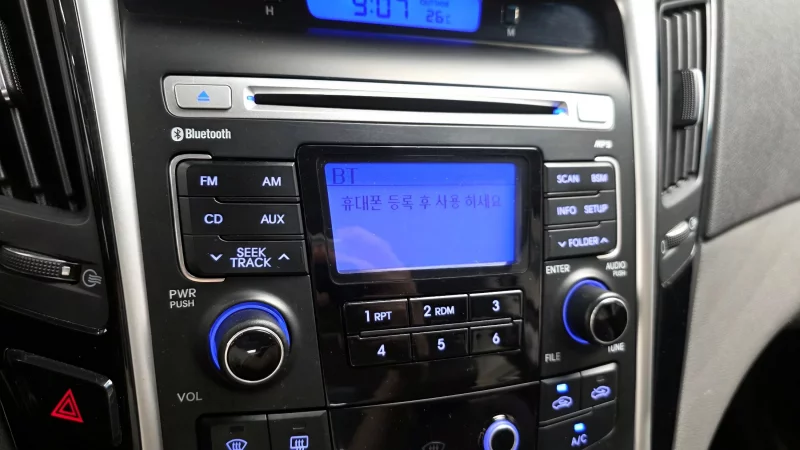 H
M
9:07
26°C
Bluetooth
FM
AM
CD
AUX
SEEK
TRACK
BT
휴대폰 등록 후 사용 하세요
SCAN
INFO
SETUP
FOLDER
PWR
PUSH
VOL
1 RPT
2 RDM
3
4
5
6
ENTER
AUDIO
PUSH
FILE
TUNE
A/C